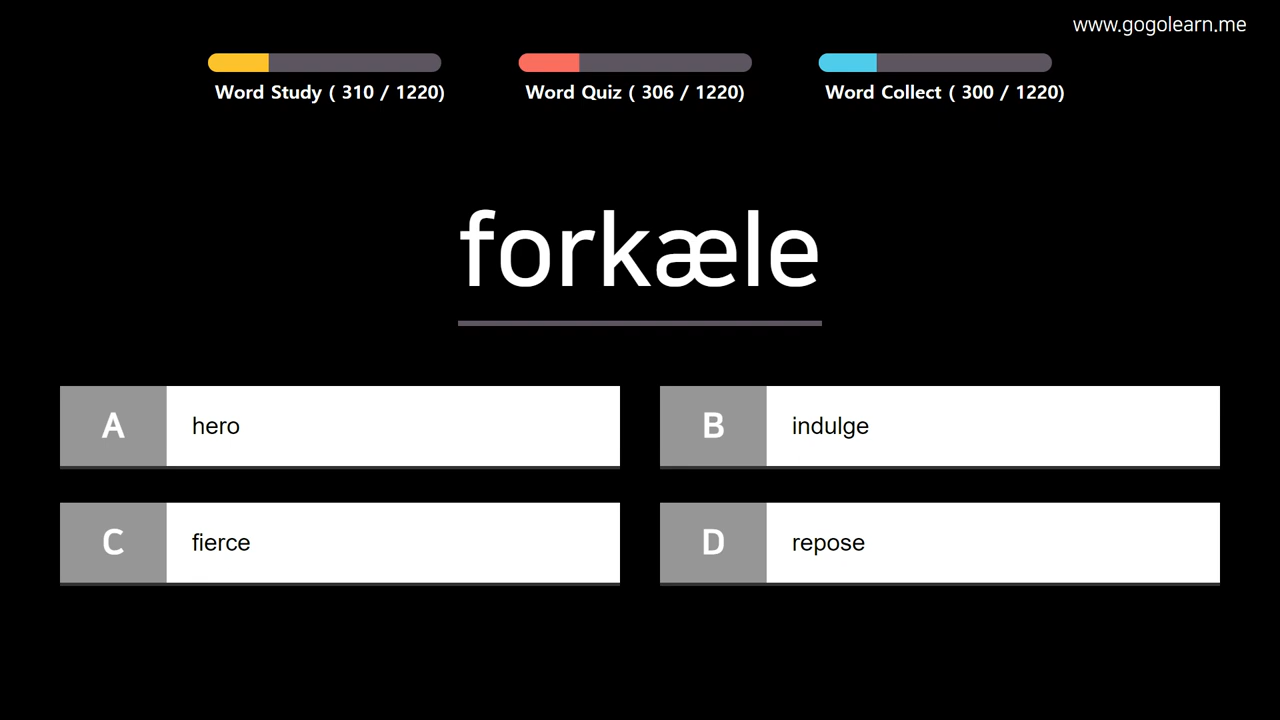 www.gogolearn.me
Word Study ( 310 / 1220) Word Quiz ( 306 / 1220) Word Collect ( 300 / 1220)
forkæle
A hero
B indulge
C fierce
D repose